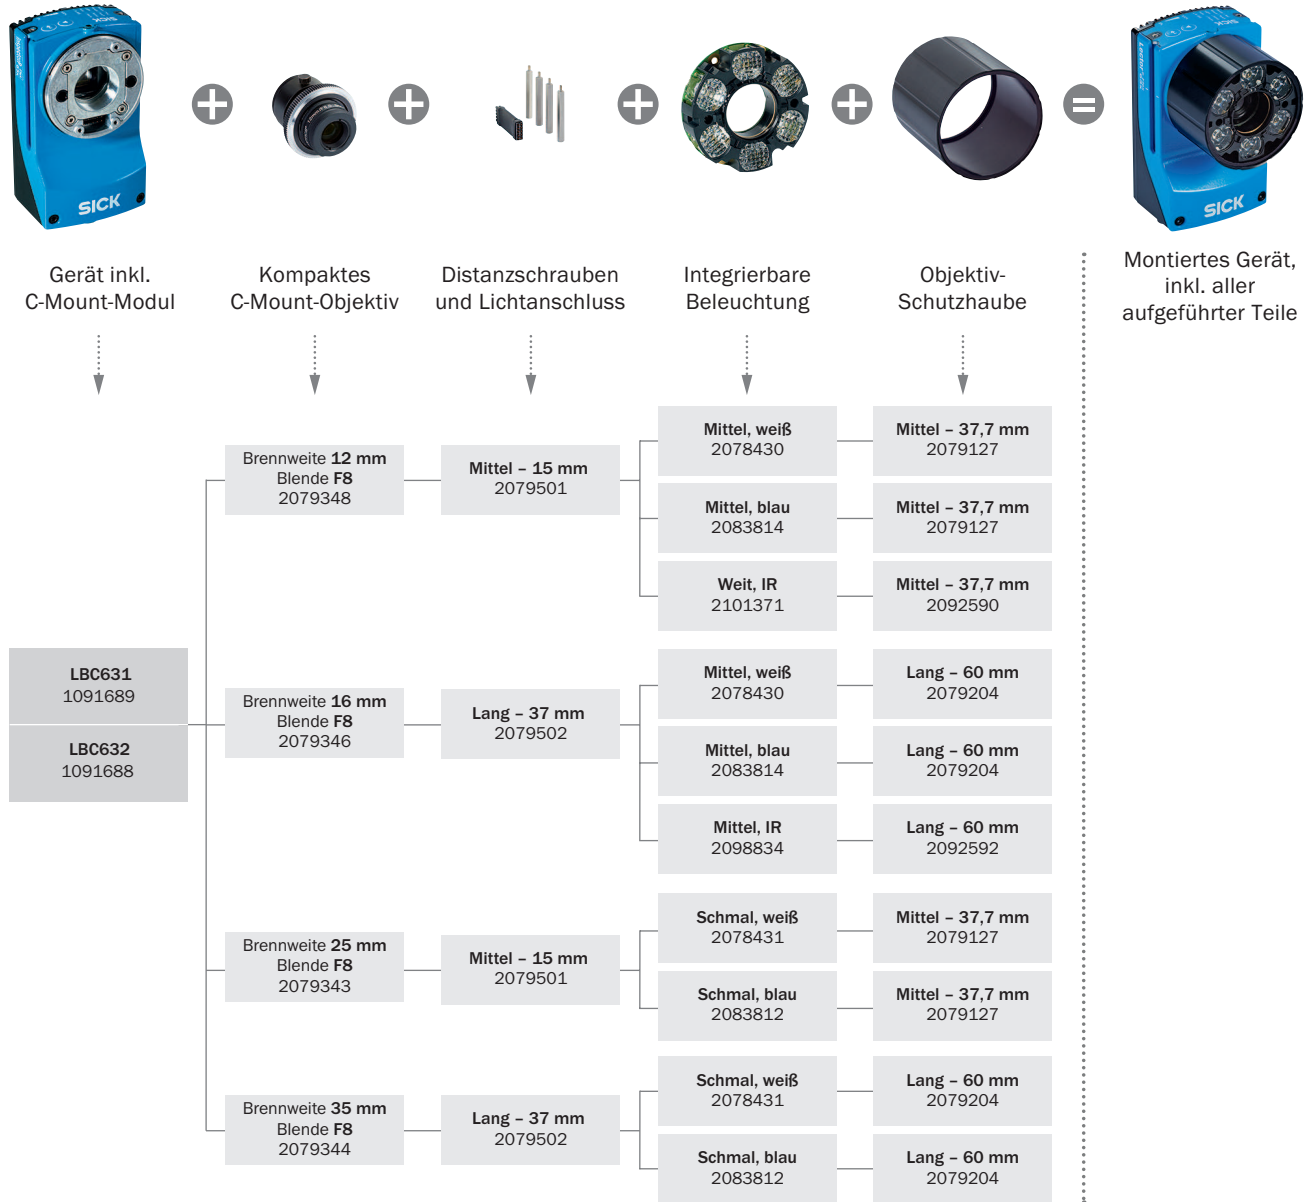 SICK
SICK
Gerät inkl.
C-Mount-Modul
Kompaktes
C-Mount-Objektiv
Distanzschrauben
und Lichtanschluss
Integrierbare
Beleuchtung
Objektiv-
Schutzhaube
Montiertes Gerät,
inkl. aller
aufgeführter Teile
LBC631
1091689
LBC632
1091688
Brennweite 12 mm
Blende F8
2079348
Mittel – 15 mm
2079501
Mittel, weiß
2078430
Mittel – 37,7 mm
2079127
Mittel, blau
2083814
Mittel – 37,7 mm
2079127
Weit, IR
2101371
Mittel – 37,7 mm
2092590
Brennweite 16 mm
Blende F8
2079346
Lang – 37 mm
2079502
Mittel, weiß
2078430
Lang – 60 mm
2079204
Mittel, blau
2083814
Lang – 60 mm
2079204
Mittel, IR
2098834
Lang – 60 mm
2092592
Brennweite 25 mm
Blende F8
2079343
Mittel – 15 mm
2079501
Schmal, weiß
2078431
Mittel – 37,7 mm
2079127
Schmal, blau
2083812
Mittel – 37,7 mm
2079127
Brennweite 35 mm
Blende F8
2079344
Lang – 37 mm
2079502
Schmal, weiß
2078431
Lang – 60 mm
2079204
Schmal, blau
2083812
Lang – 60 mm
2079204